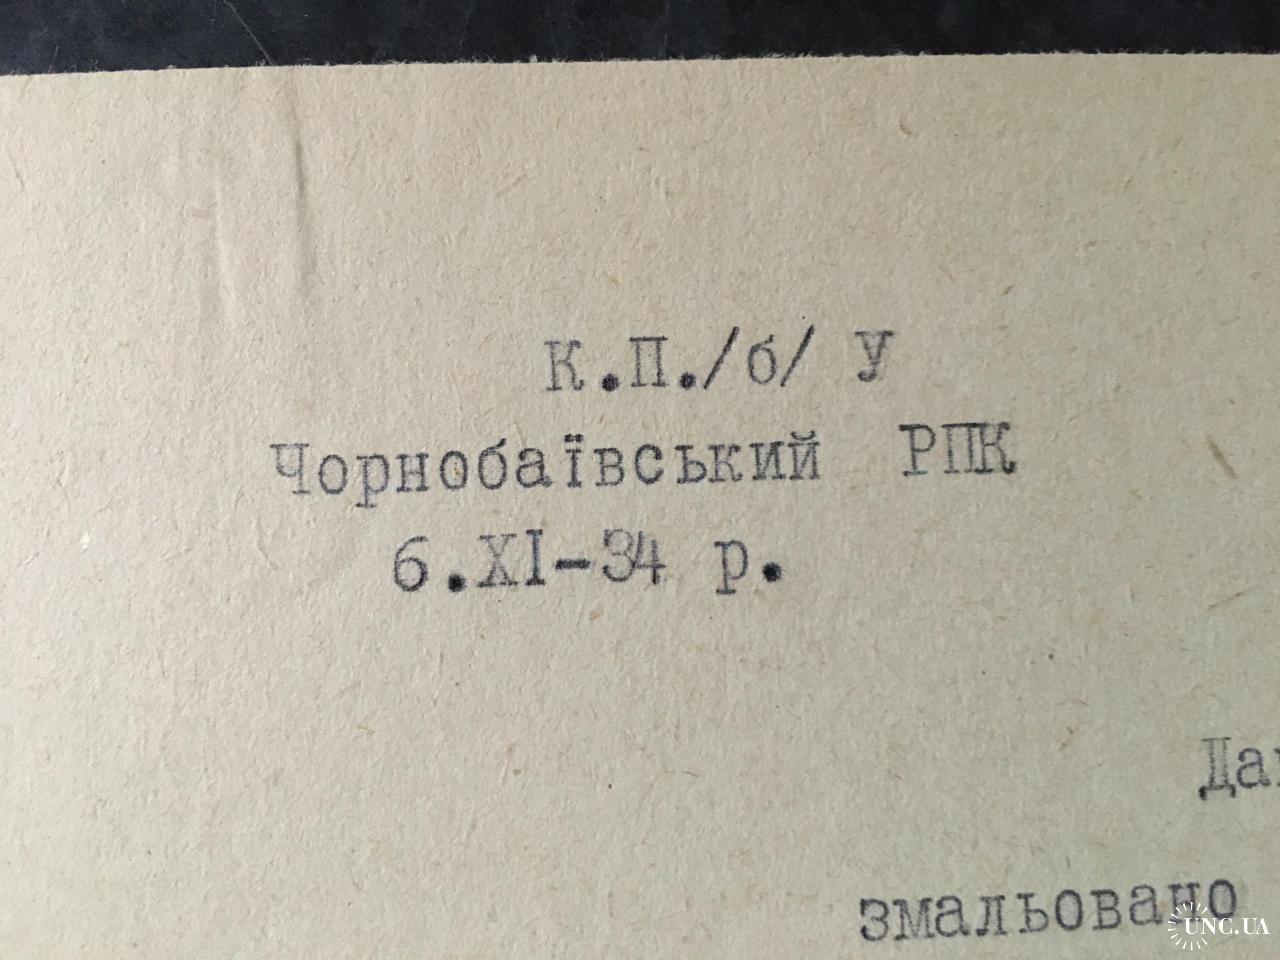 К.П./б/ У
Чорнобаївський РПК
6.XI-34 р.
змальовано
UNC.UA